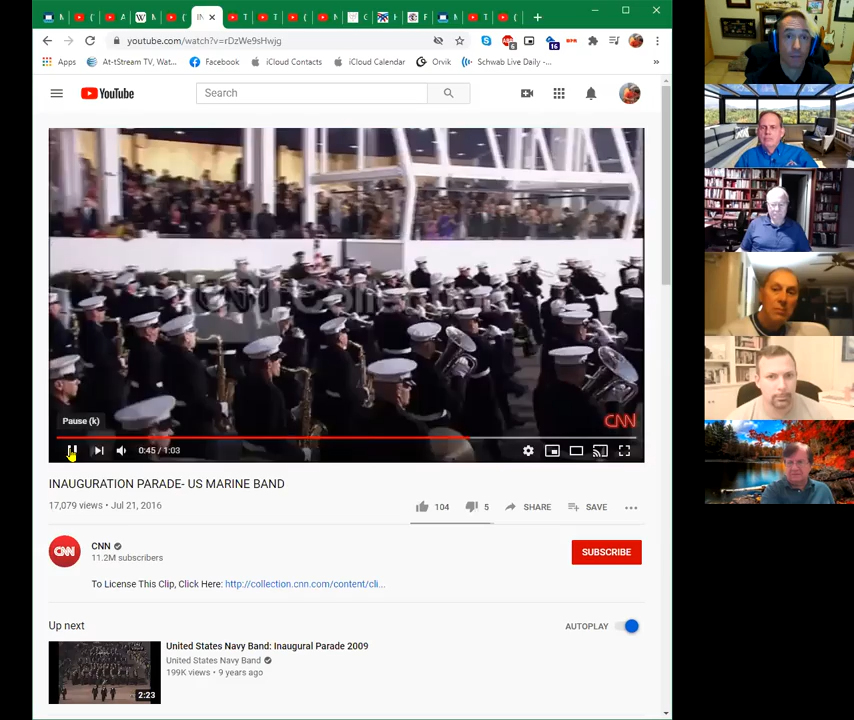 youtube.com/watch?v=rDzWe9sHwjg
Apps
At-tStream TV, Wat...
Facebook
iCloud Contacts
iCloud Calendar
Orvik
Schwab Live Daily -...
»
YouTube
Search
CNN Collection
CNN
Pause (k)
0:45 / 1:03
INAUGURATION PARADE- US MARINE BAND
17,079 views • Jul 21, 2016
104
5
SHARE
SAVE
CNN
CNN
11.2M subscribers
SUBSCRIBE
To License This Clip, Click Here: http://collection.cnn.com/content/cli...
Up next
AUTOPLAY
United States Navy Band: Inaugural Parade 2009
United States Navy Band
199K views • 9 years ago
2:23